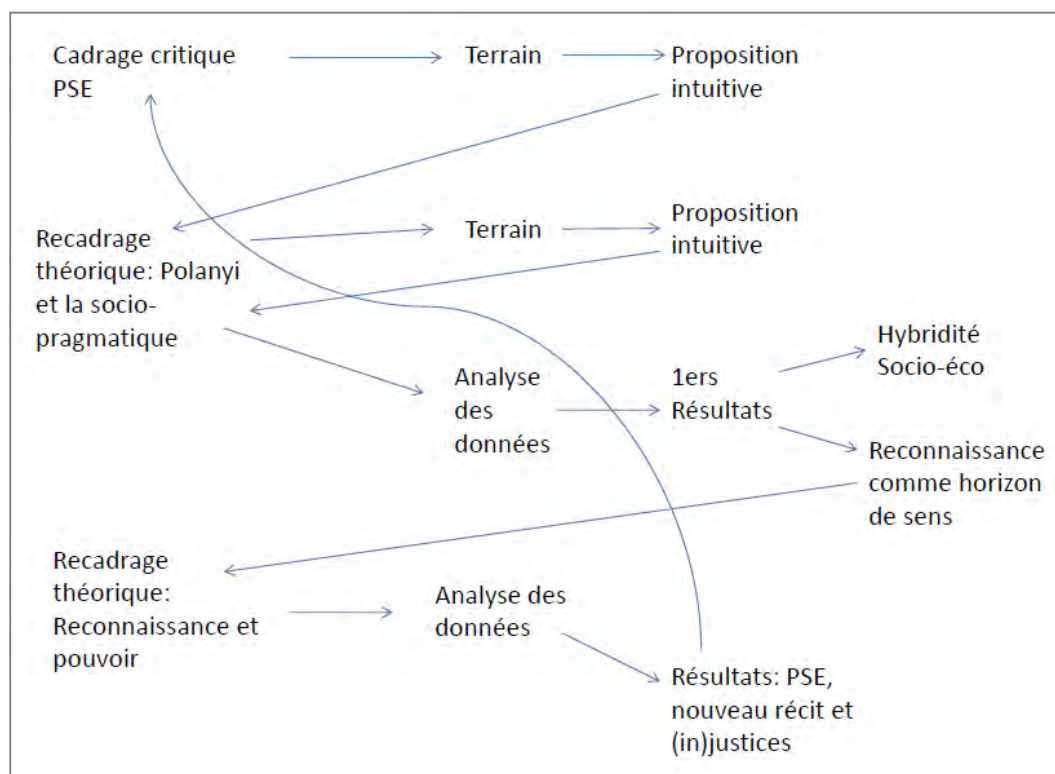 Cadrage critique
PSE
Terrain
Proposition
intuitive
Recadrage
théorique: Polanyi
et la socio-
pragmatique
Terrain
Proposition
intuitive
Analyse
des
données
1ers
Résultats
Hybridité
Socio-éco
Reconnaissance
comme horizon
de sens
Recadrage
théorique:
Reconnaissance et
pouvoir
Analyse des
données
Résultats: PSE,
nouveau récit et
(in)justices